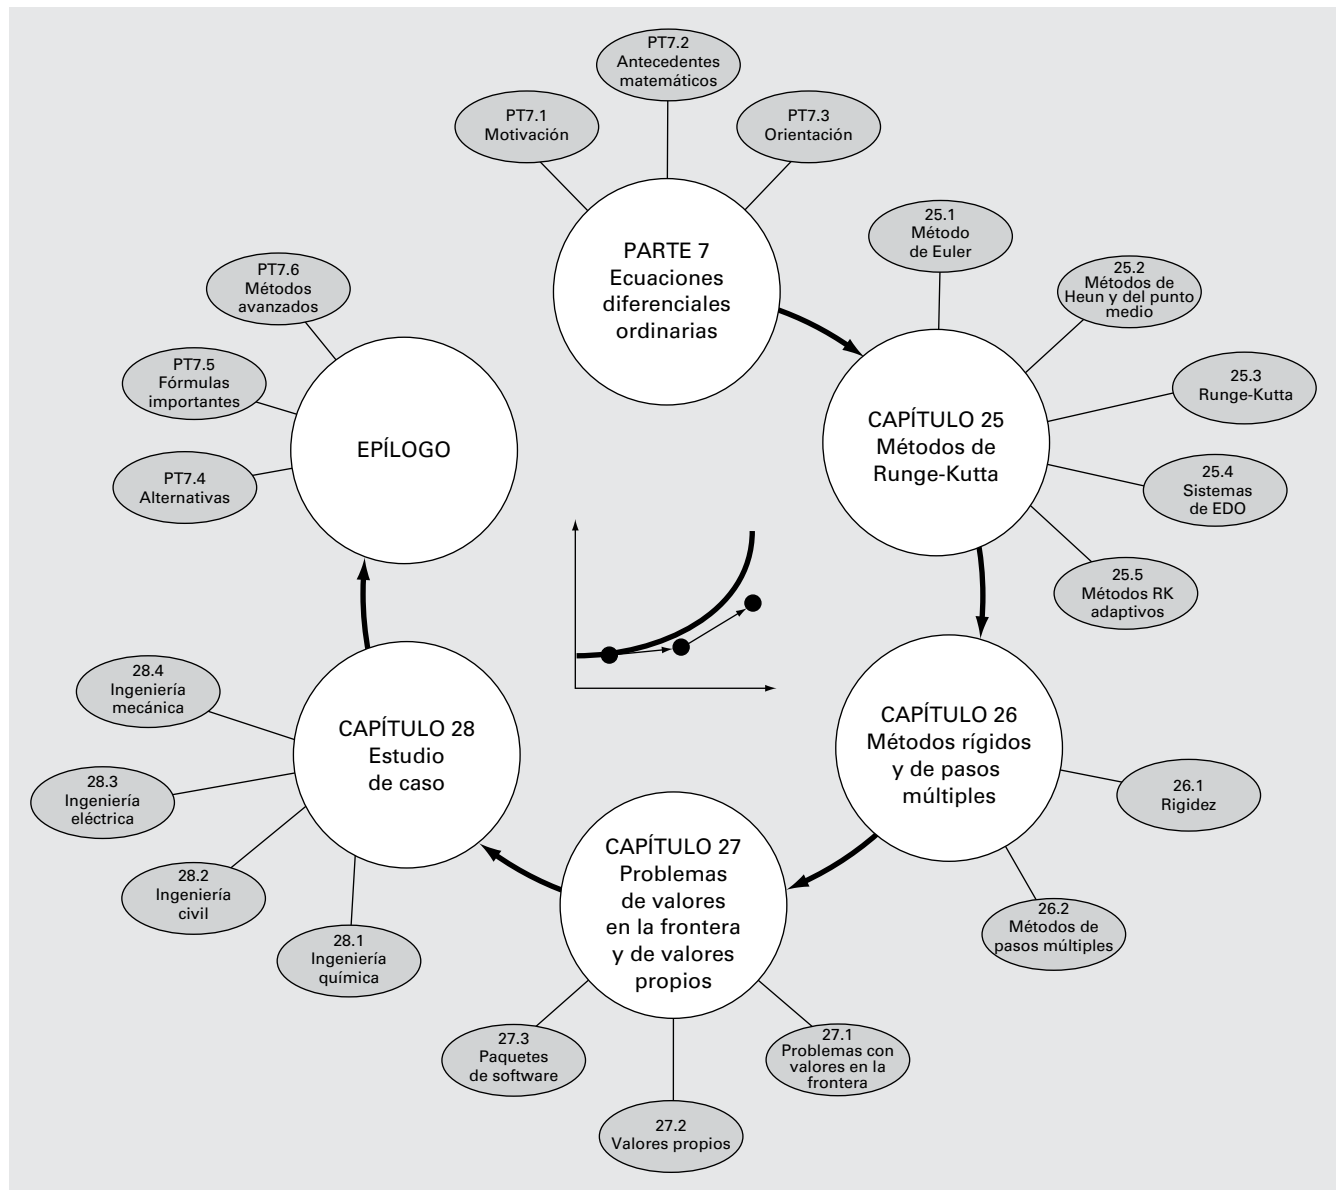 PT7.2
Antecedentes
matemáticos
PT7.1
Motivación
PT7.3
Orientación
PARTE 7
Ecuaciones
diferenciales
ordinarias
25.1
Método
de Euler
25.2
Métodos de
Heun y del punto
medio
25.3
Runge-Kutta
CAPÍTULO 25
Métodos de
Runge-Kutta
25.4
Sistemas
de EDO
25.5
Métodos RK
adaptivos
CAPÍTULO 26
Métodos rígidos
y de pasos
múltiples
26.1
Rigidez
26.2
Métodos de
pasos múltiples
CAPÍTULO 27
Problemas
de valores
en la frontera
y de valores
propios
27.1
Problemas con
valores en la
frontera
27.2
Valores propios
27.3
Paquetes
de software
CAPÍTULO 28
Estudio
de caso
28.1
Ingeniería
química
28.2
Ingeniería
civil
28.3
Ingeniería
eléctrica
28.4
Ingeniería
mecánica
EPÍLOGO
PT7.4
Alternativas
PT7.5
Fórmulas
importantes
PT7.6
Métodos
avanzados